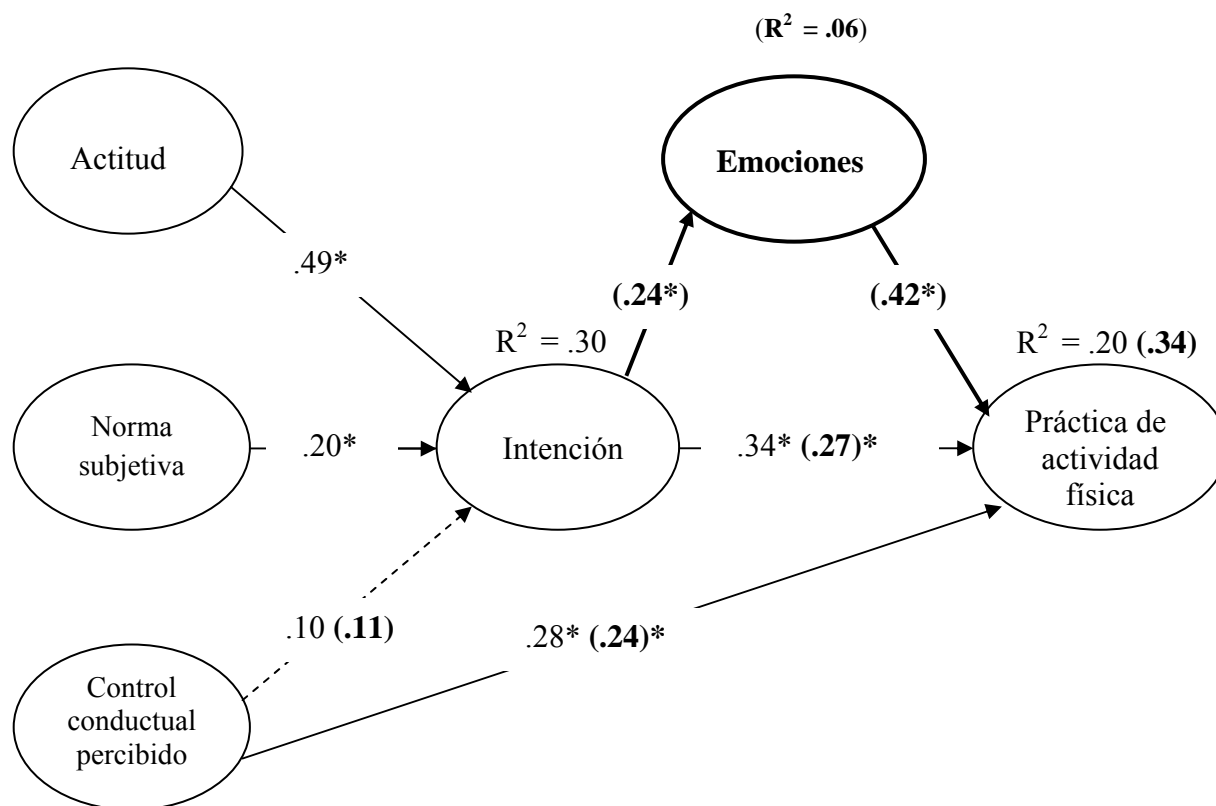 (R² = .06)
Actitud
Emociones
.49*
(.24*)
(.42*)
R² = .30
R² = .20 (.34)
Norma
subjetiva
.20*
Intención
.34* (.27)*
Práctica de
actividad
física
.10 (.11)
.28* (.24)*
Control
conductual
percibido